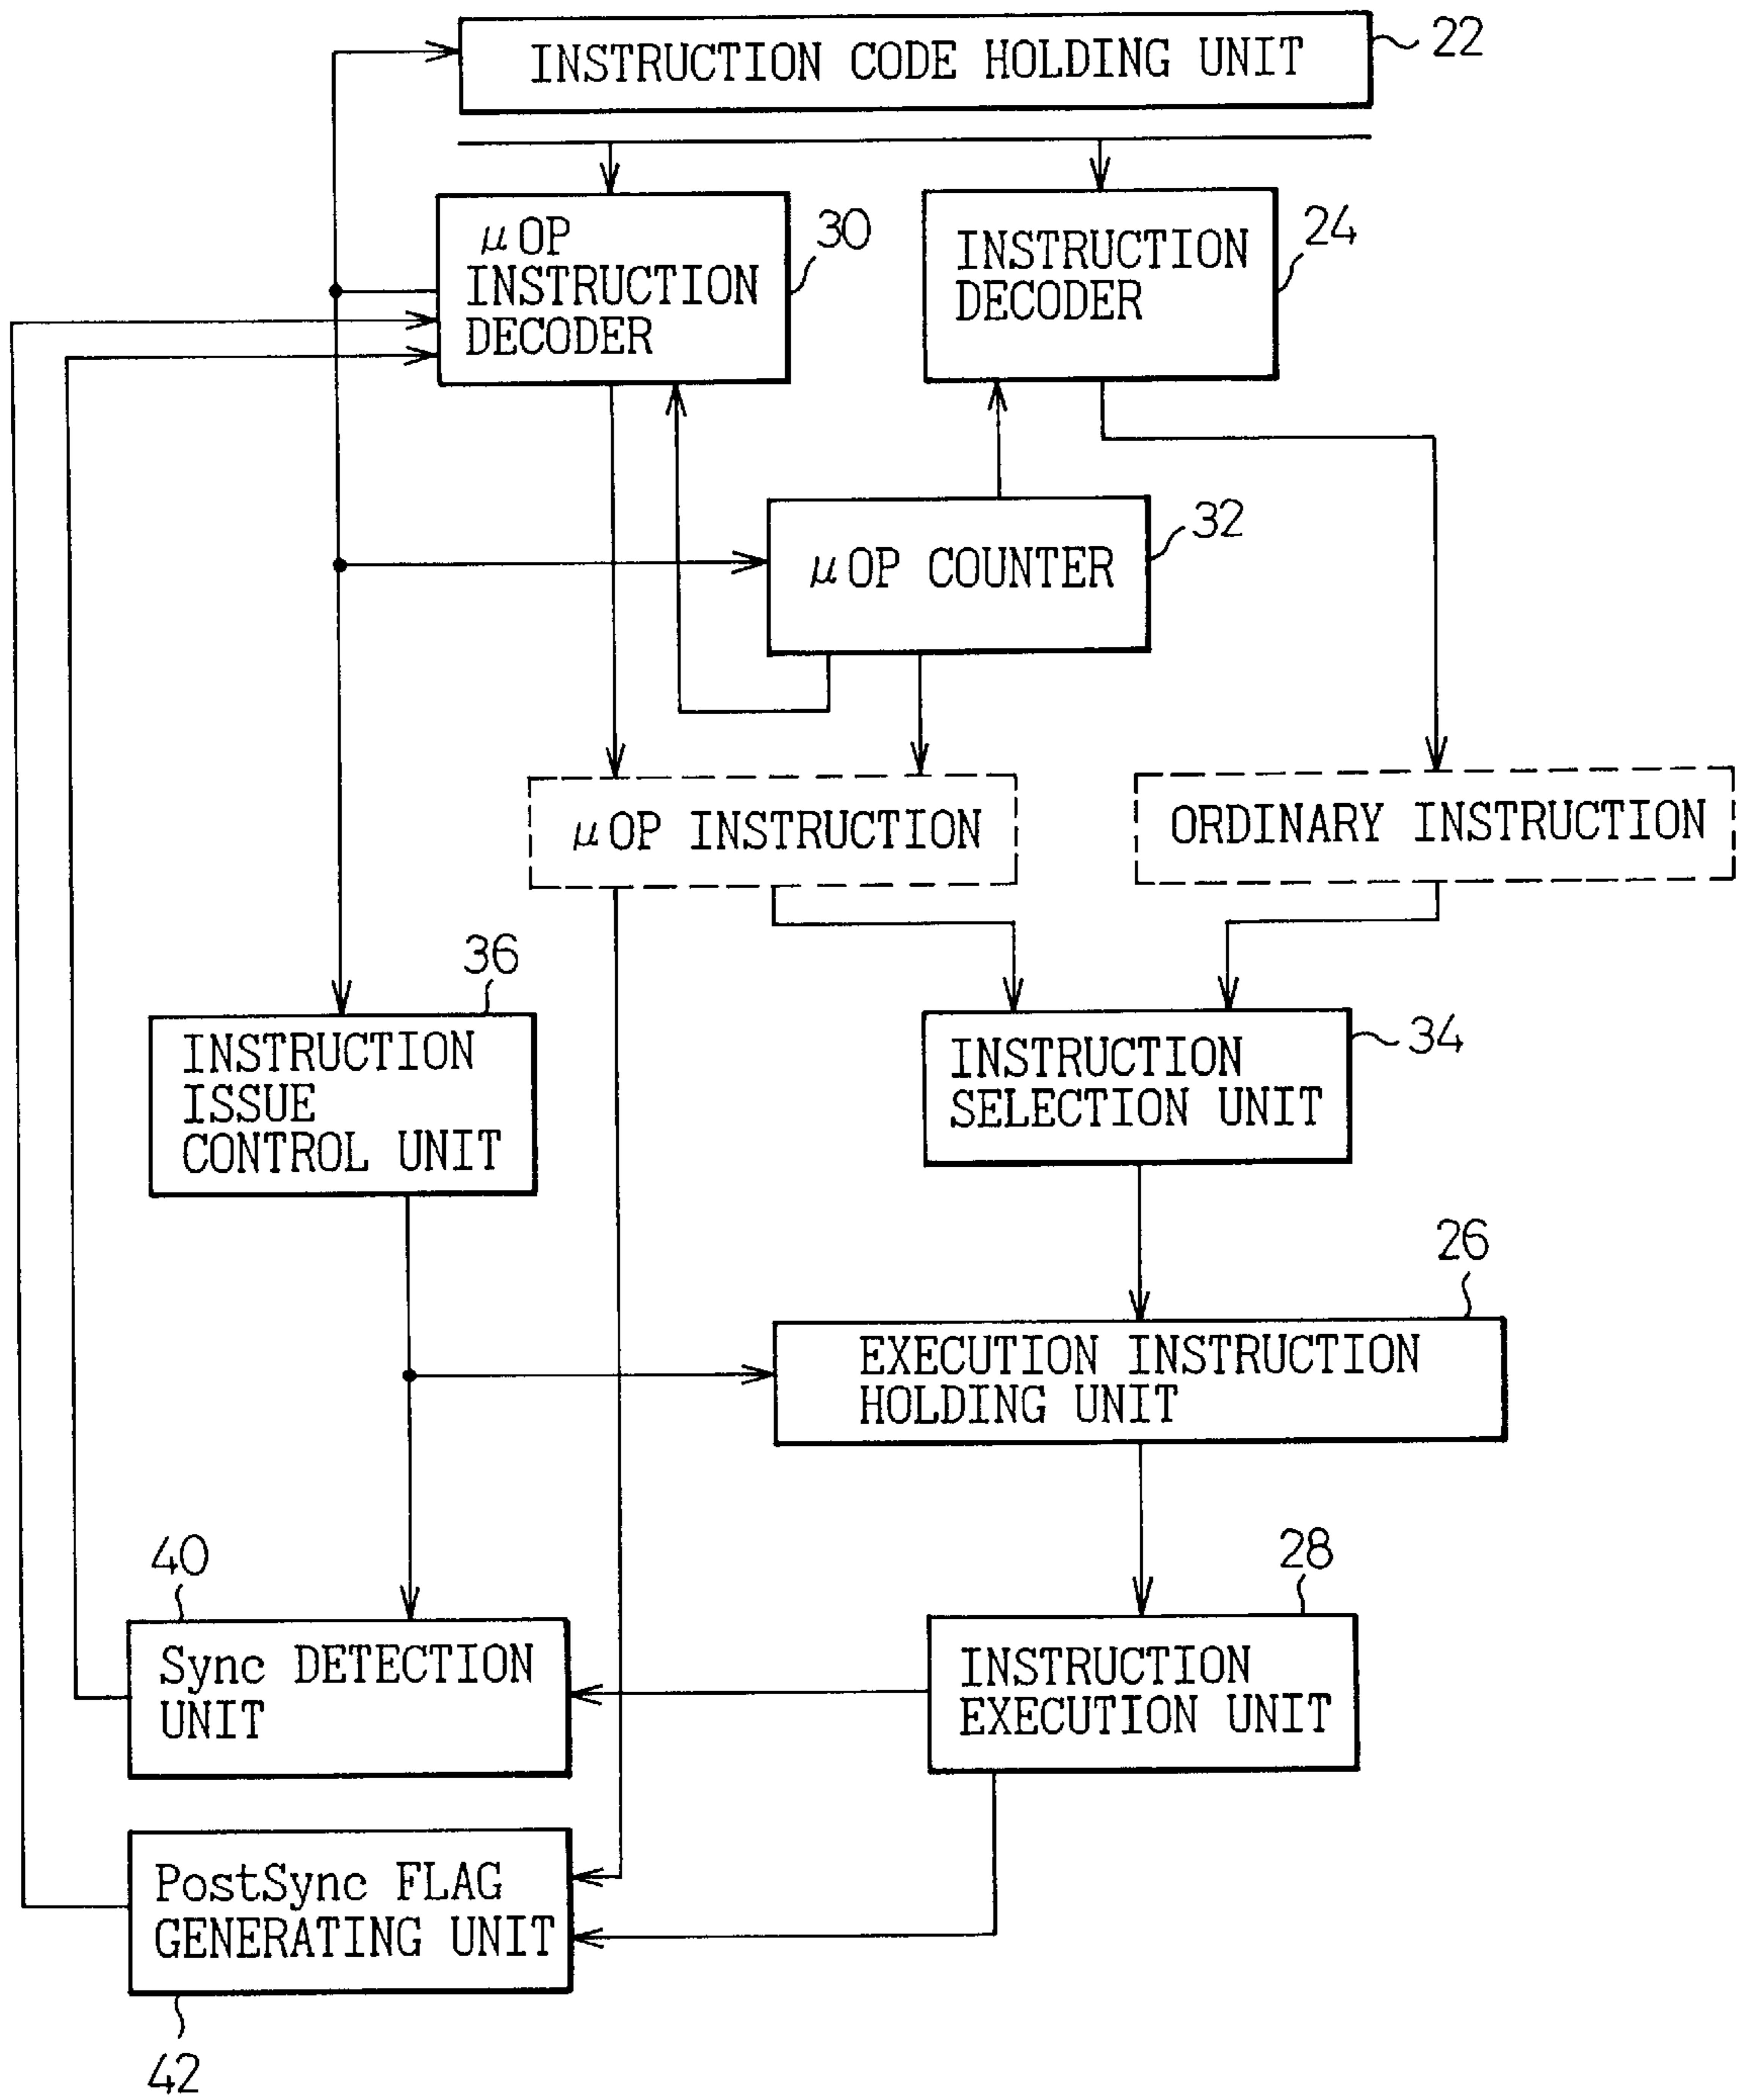 INSTRUCTION CODE HOLDING UNIT
22
μOP
INSTRUCTION
DECODER
30
INSTRUCTION
DECODER
24
μOP COUNTER
32
μOP INSTRUCTION
ORDINARY INSTRUCTION
36
INSTRUCTION
ISSUE
CONTROL UNIT
INSTRUCTION
SELECTION UNIT
34
26
EXECUTION INSTRUCTION
HOLDING UNIT
40
Sync DETECTION
UNIT
28
INSTRUCTION
EXECUTION UNIT
PostSync FLAG
GENERATING UNIT
42